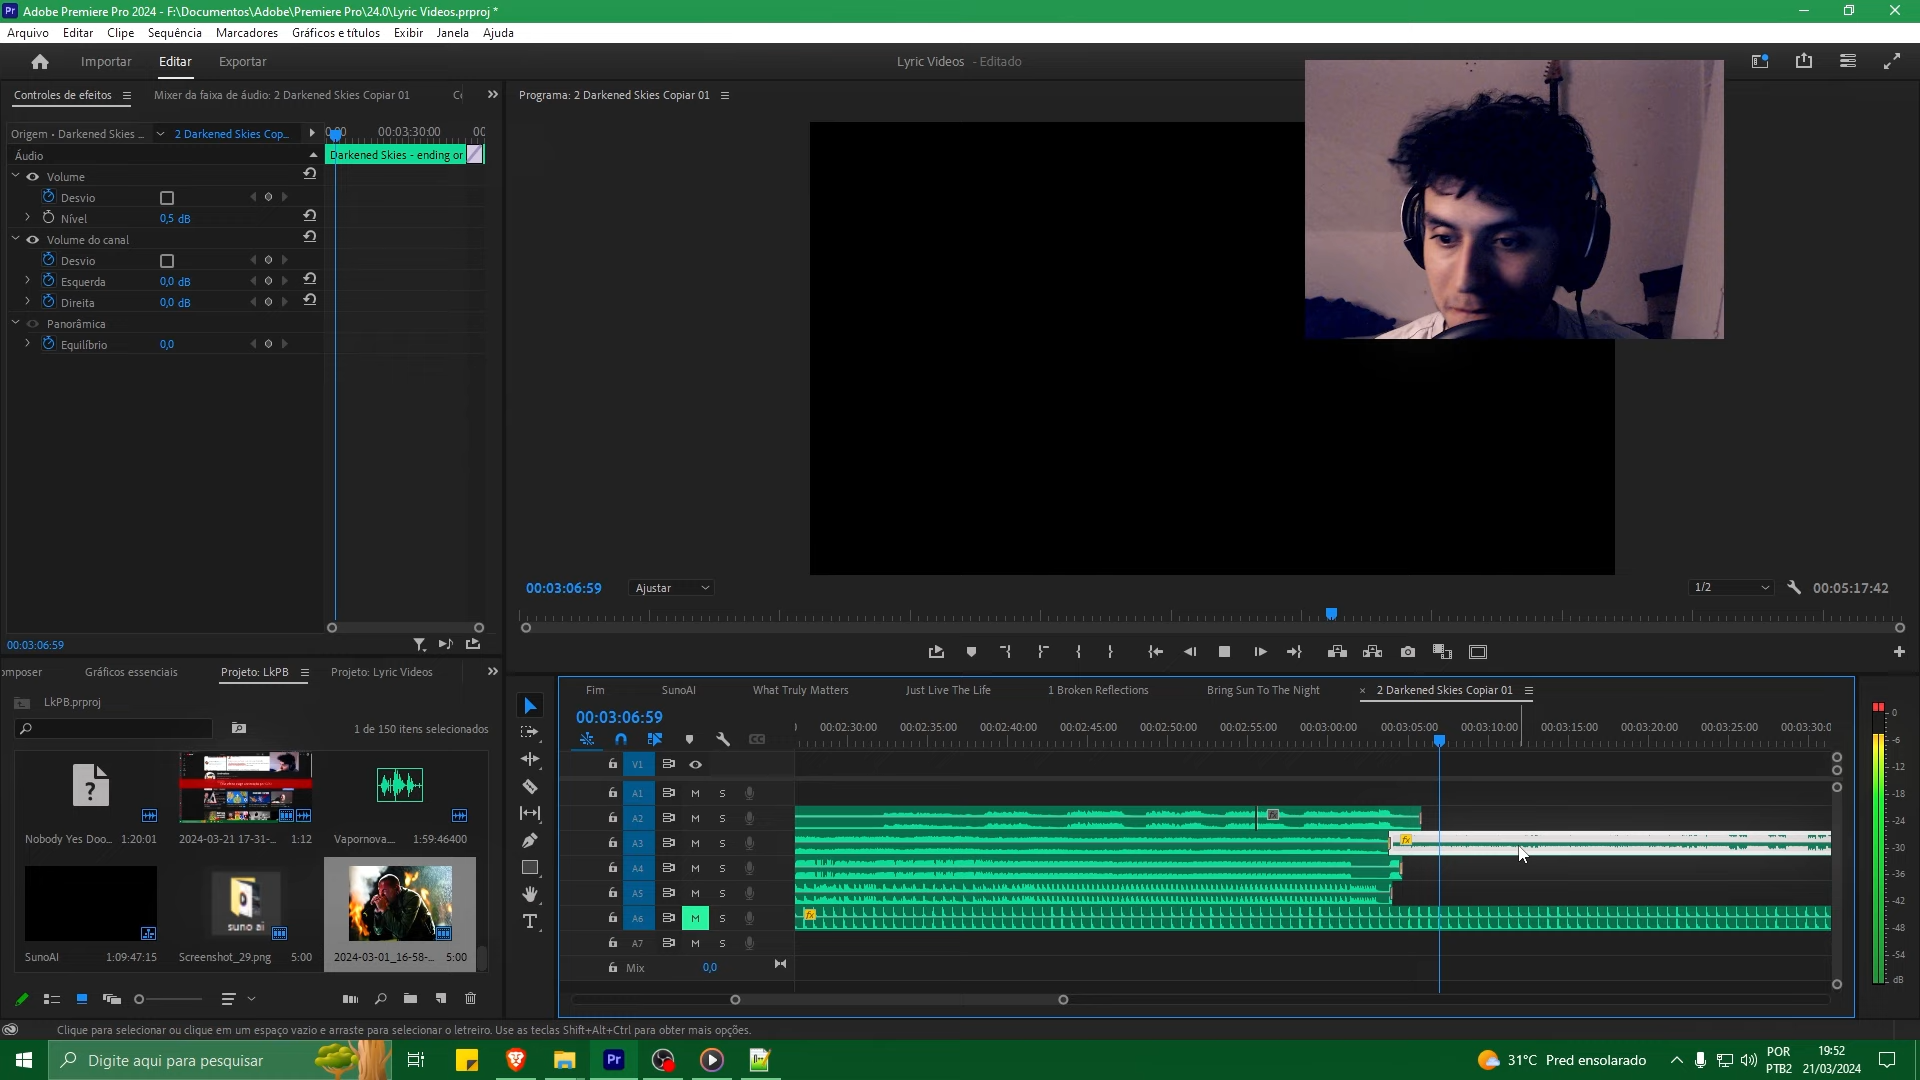 Adobe Premiere Pro 2024 - F:\Documentos\Adobe\Premiere Pro\24.0\Lyric Videos.prproj *
Arquivo Editar Clipe Sequência Marcadores Gráficos e títulos Exibir Janela Ajuda
Importar Editar Exportar
Lyric Videos - Editado
Controles de efeitos
Mixer da faixa de áudio: 2 Darkened Skies Copiar 01
Programa: 2 Darkened Skies Copiar 01
Origem • Darkened Skies ...
2 Darkened Skies Cop...
00:03:30:00
Áudio
Darkened Skies - ending or
Volume
Desvio
Nível 0,5 dB
Volume do canal
Desvio
Esquerda 0,0 dB
Direita 0,0 dB
Panorâmica
Equilíbrio 0,0
00:03:06:59
00:03:06:59 Ajustar 1/2 00:05:17:42
omposer Gráficos essenciais Projeto: LkPB Projeto: Lyric Videos
LkPB.prproj
1 de 150 itens selecionados
Nobody Yes Doo... 1:20:01
2024-03-21 17-31-... 1:12
Vapornova.... 1:59:46400
suno ai
SunoAI 1:09:47:15
Screenshot_29.png 5:00
2024-03-01_16-58-... 5:00
Fim SunoAI What Truly Matters Just Live The Life 1 Broken Reflections Bring Sun To The Night × 2 Darkened Skies Copiar 01
00:03:06:59
00:02:30:00 00:02:35:00 00:02:40:00 00:02:45:00 00:02:50:00 00:02:55:00 00:03:00:00 00:03:05:00 00:03:10:00 00:03:15:00 00:03:20:00 00:03:25:00 00:03:30:0
V1
A1 M S
A2 M S
A3 M S
A4 M S
A5 M S
A6 M S
A7 M S
Mix 0,0
fx
fx
fx
0
-6
-12
-18
-24
-30
-36
-42
-48
-54
dB
Clique para selecionar ou clique em um espaço vazio e arraste para selecionar o letreiro. Use as teclas Shift+Alt+Ctrl para obter mais opções.
Digite aqui para pesquisar
31°C Pred ensolarado
POR
PTB2
19:52
21/03/2024